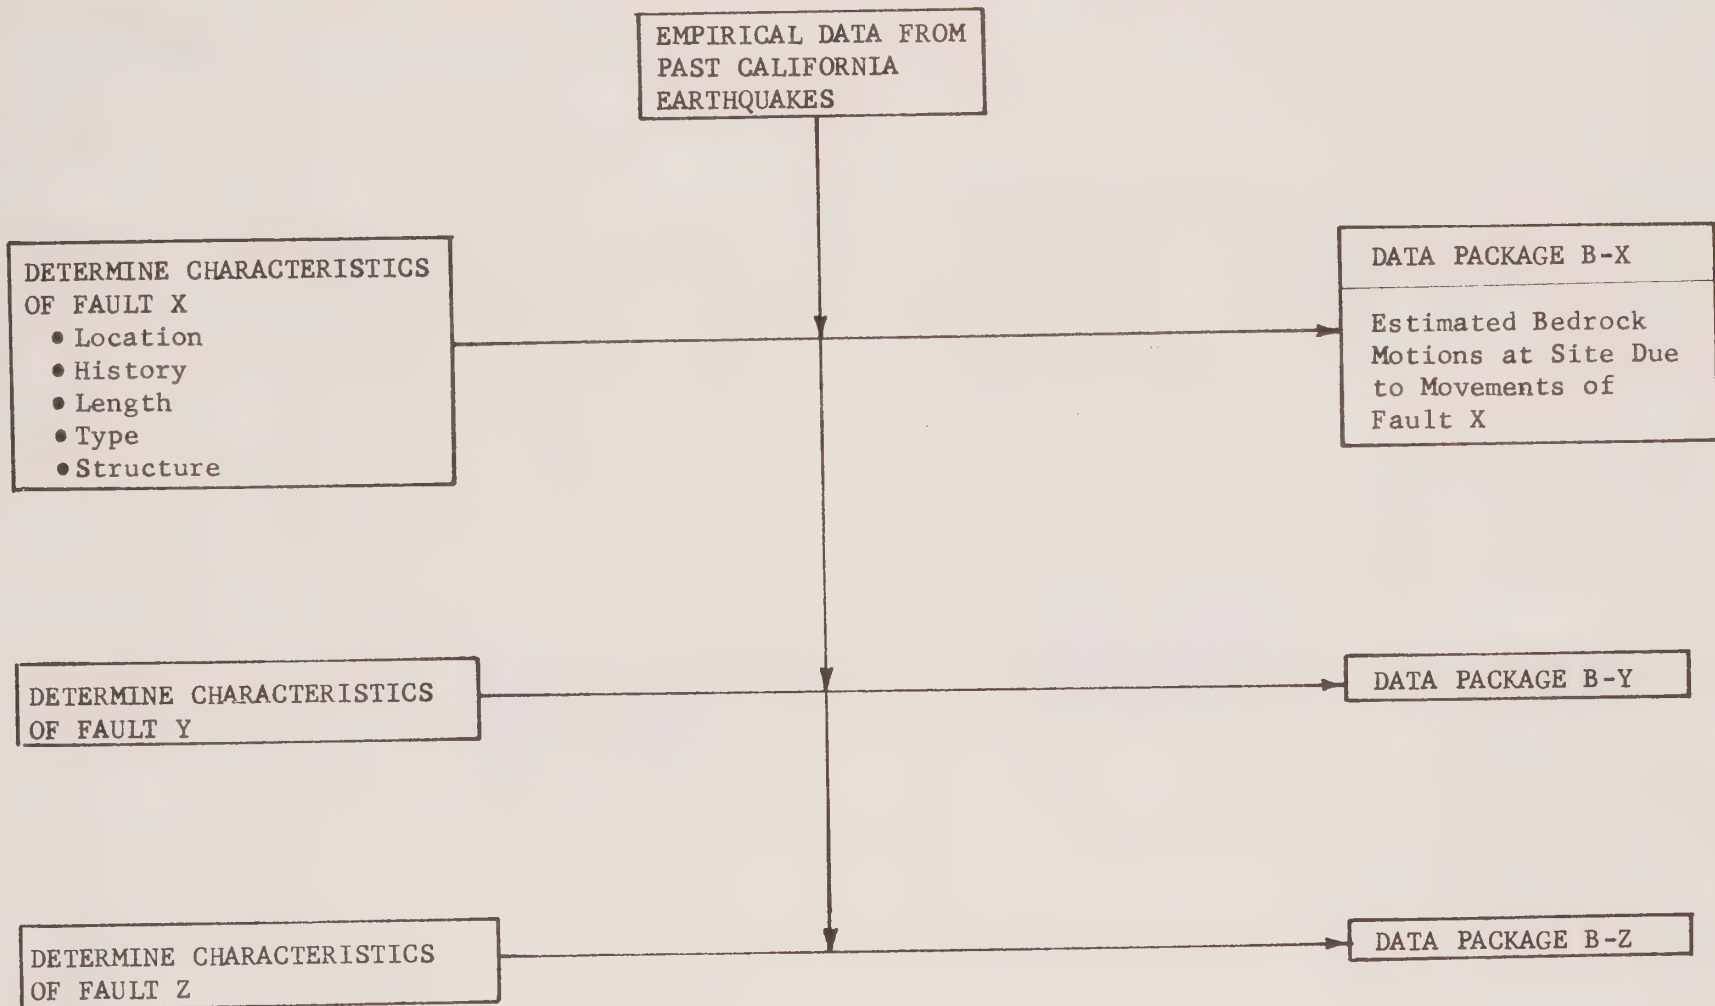 EMPIRICAL DATA FROM
PAST CALIFORNIA
EARTHQUAKES
DETERMINE CHARACTERISTICS
OF FAULT X
• Location
• History
• Length
• Type
• Structure
DATA PACKAGE B-X
Estimated Bedrock
Motions at Site Due
to Movements of
Fault X
DETERMINE CHARACTERISTICS
OF FAULT Y
DATA PACKAGE B-Y
DETERMINE CHARACTERISTICS
OF FAULT Z
DATA PACKAGE B-Z